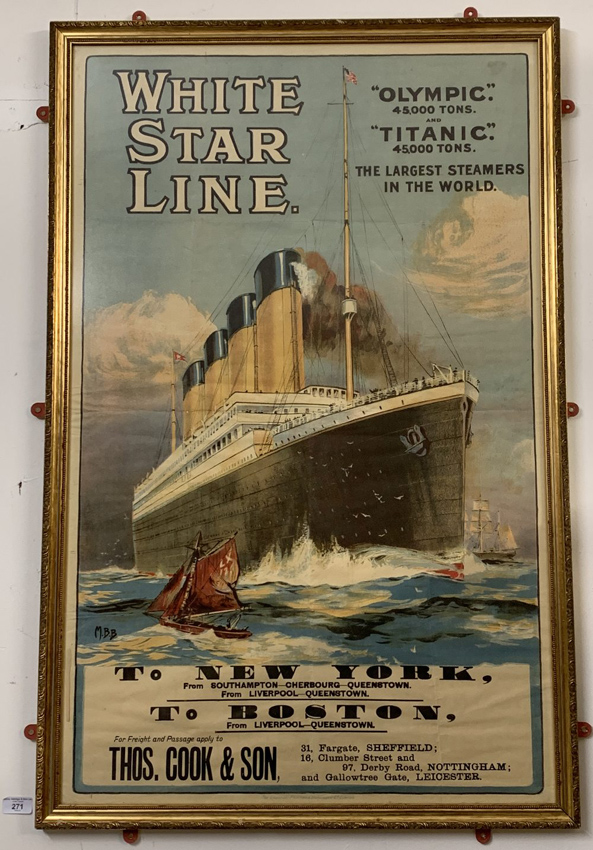 WHITE
STAR
LINE.
"OLYMPIC."
45,000 TONS.
AND
"TITANIC."
45,000 TONS.
THE LARGEST STEAMERS
IN THE WORLD.
M.B.B
To NEW YORK,
From SOUTHAMPTON—CHERBOURG—QUEENSTOWN.
From LIVERPOOL—QUEENSTOWN.
To BOSTON,
From LIVERPOOL—QUEENSTOWN.
For Freight and Passage apply to
THOS. COOK & SON,
31, Fargate, SHEFFIELD;
16, Clumber Street and
97, Derby Road, NOTTINGHAM;
and Gallowtree Gate, LEICESTER.
271